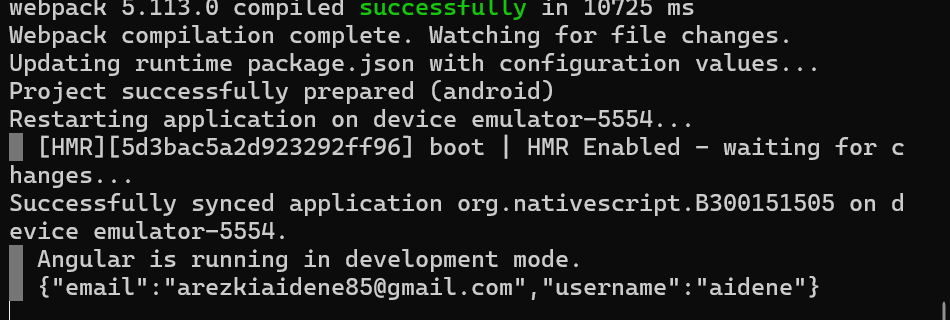 webpack 5.113.0 compiled successfully in 10725 ms
Webpack compilation complete. Watching for file changes.
Updating runtime package.json with configuration values...
Project successfully prepared (android)
Restarting application on device emulator-5554...
[HMR][5d3bac5a2d923292ff96] boot | HMR Enabled - waiting for c
hanges...
Successfully synced application org.nativescript.B300151505 on d
evice emulator-5554.
Angular is running in development mode.
{"email":"arezkiaidene85@gmail.com","username":"aidene"}